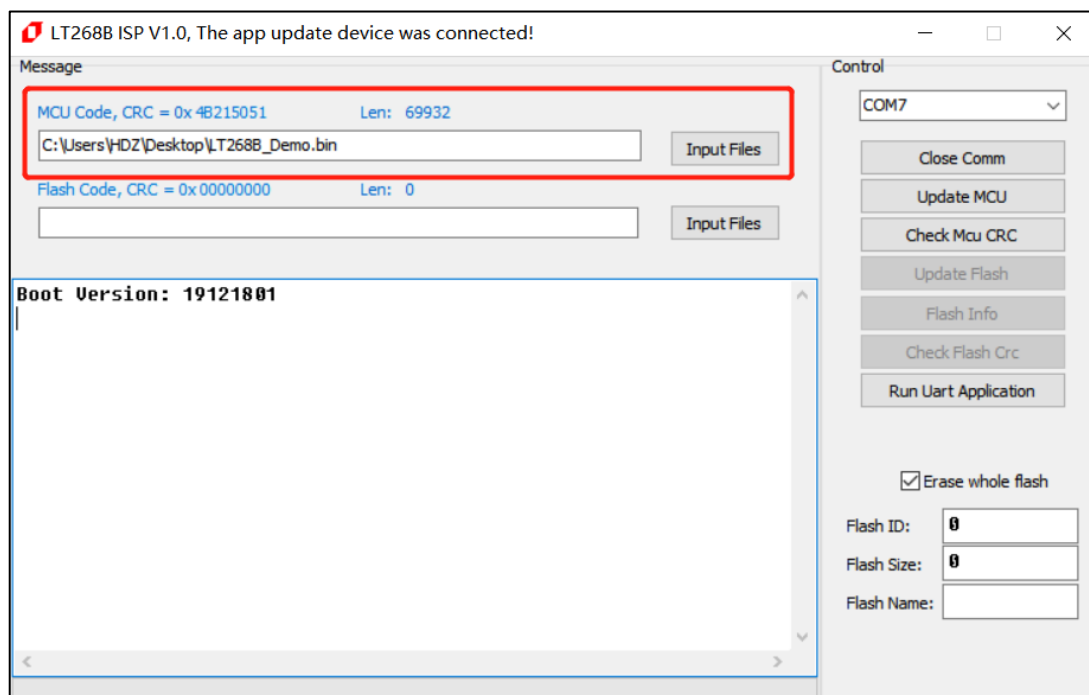 LT268B ISP V1.0, The app update device was connected!
Message
MCU Code, CRC = 0x 4B215051 Len: 69932
C:\Users\HDZ\Desktop\LT268B_Demo.bin Input Files
Flash Code, CRC = 0x 00000000 Len: 0
Input Files
Boot Version: 19121801
Control
COM7
Close Comm
Update MCU
Check Mcu CRC
Update Flash
Flash Info
Check Flash Crc
Run Uart Application
Erase whole flash
Flash ID: 0
Flash Size: 0
Flash Name: